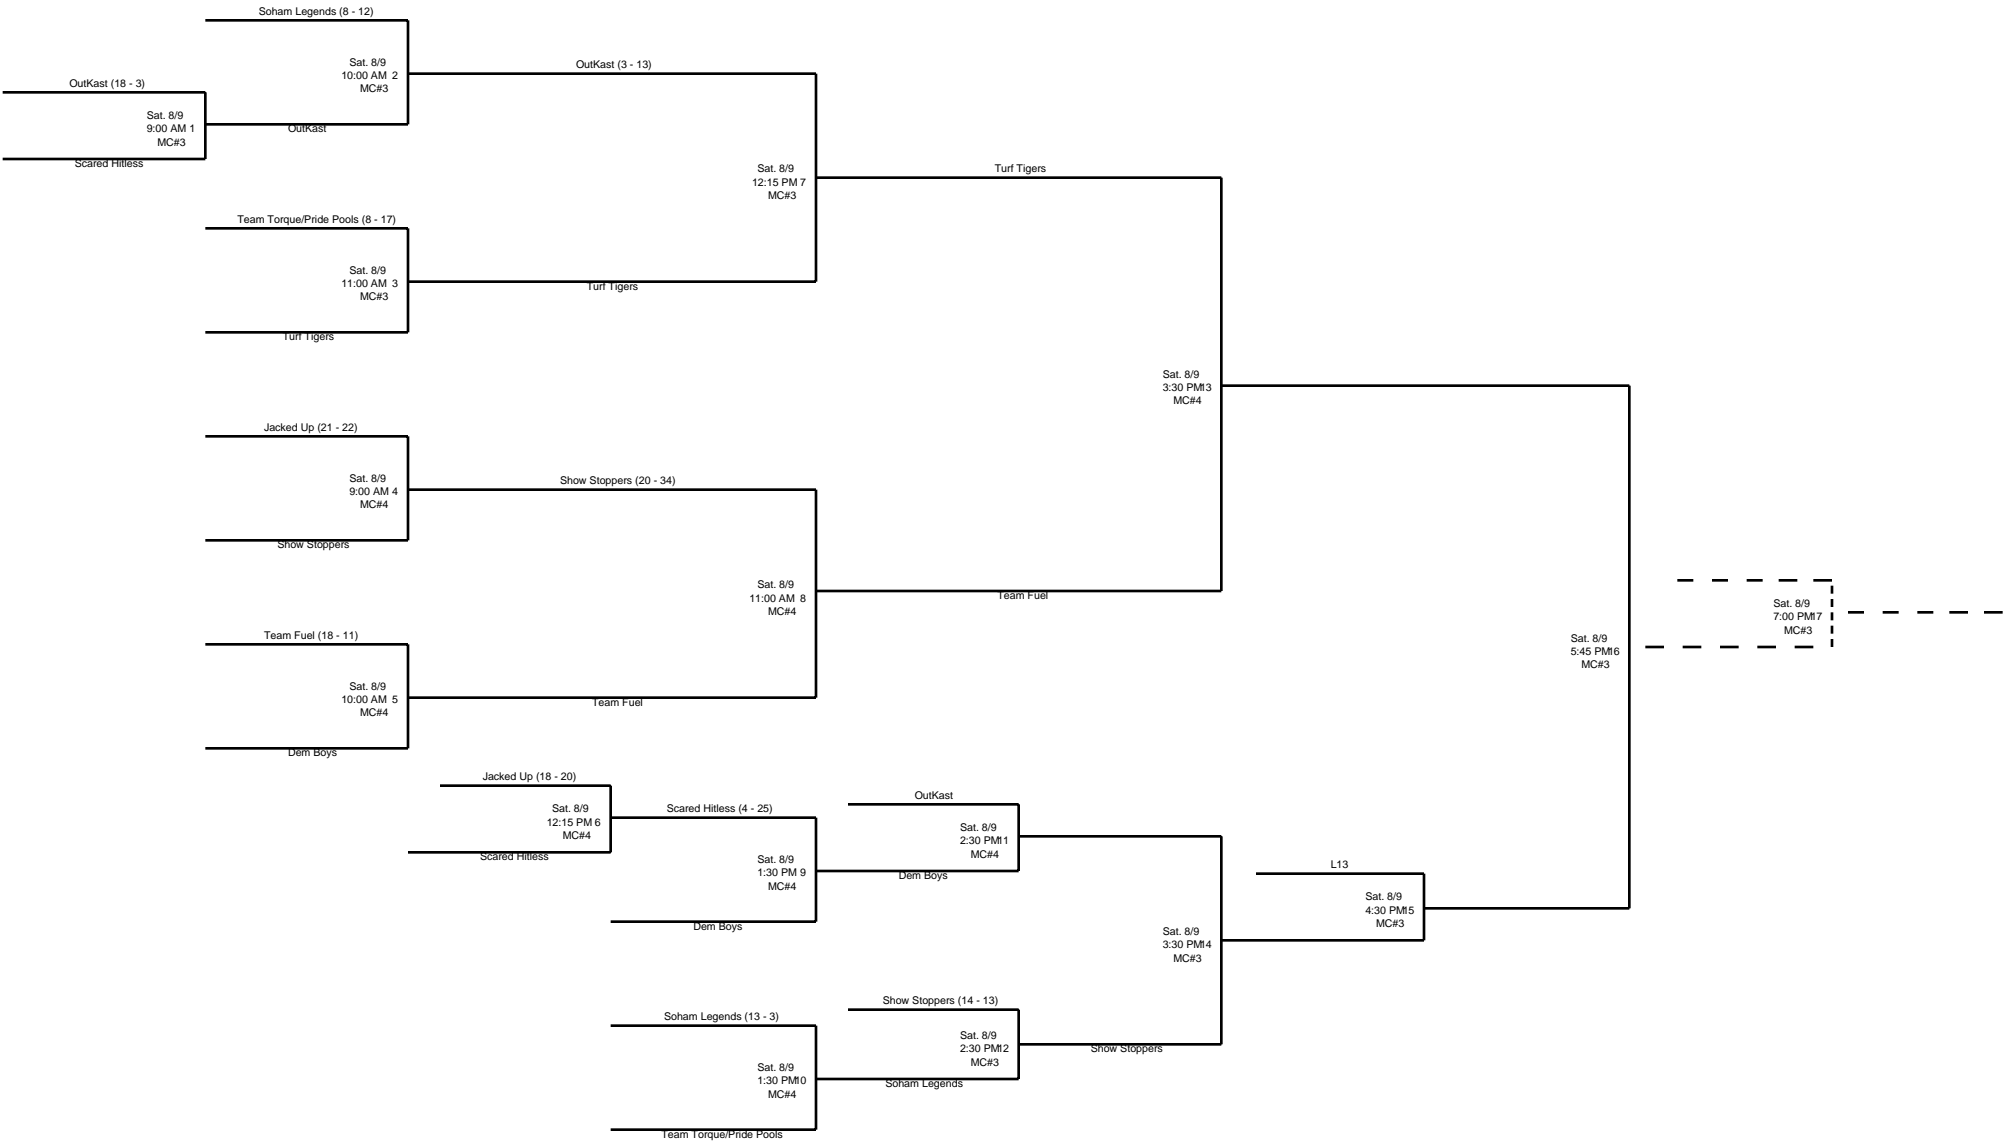 Soham Legends (8 - 12)
Sat. 8/9
10:00 AM 2
MC#3
OutKast (3 - 13)
OutKast (18 - 3)
Sat. 8/9
9:00 AM 1
MC#3
OutKast
Scared Hitless
Sat. 8/9
12:15 PM 7
MC#3
Turf Tigers
Team Torque/Pride Pools (8 - 17)
Sat. 8/9
11:00 AM 3
MC#3
Turf Tigers
Turf Tigers
Sat. 8/9
3:30 PM13
MC#4
Jacked Up (21 - 22)
Sat. 8/9
9:00 AM 4
MC#4
Show Stoppers (20 - 34)
Show Stoppers
Sat. 8/9
11:00 AM 8
MC#4
Team Fuel
Sat. 8/9
7:00 PM17
MC#3
Team Fuel (18 - 11)
Sat. 8/9
5:45 PM16
MC#3
Sat. 8/9
10:00 AM 5
MC#4
Team Fuel
Dem Boys
Jacked Up (18 - 20)
Sat. 8/9
12:15 PM 6
MC#4
Scared Hitless (4 - 25)
OutKast
Sat. 8/9
2:30 PM11
MC#4
Scared Hitless
Sat. 8/9
1:30 PM 9
MC#4
Dem Boys
L13
Sat. 8/9
4:30 PM15
MC#3
Dem Boys
Sat. 8/9
3:30 PM14
MC#3
Show Stoppers (14 - 13)
Soham Legends (13 - 3)
Sat. 8/9
2:30 PM12
MC#3
Show Stoppers
Sat. 8/9
1:30 PM10
MC#4
Soham Legends
Team Torque/Pride Pools